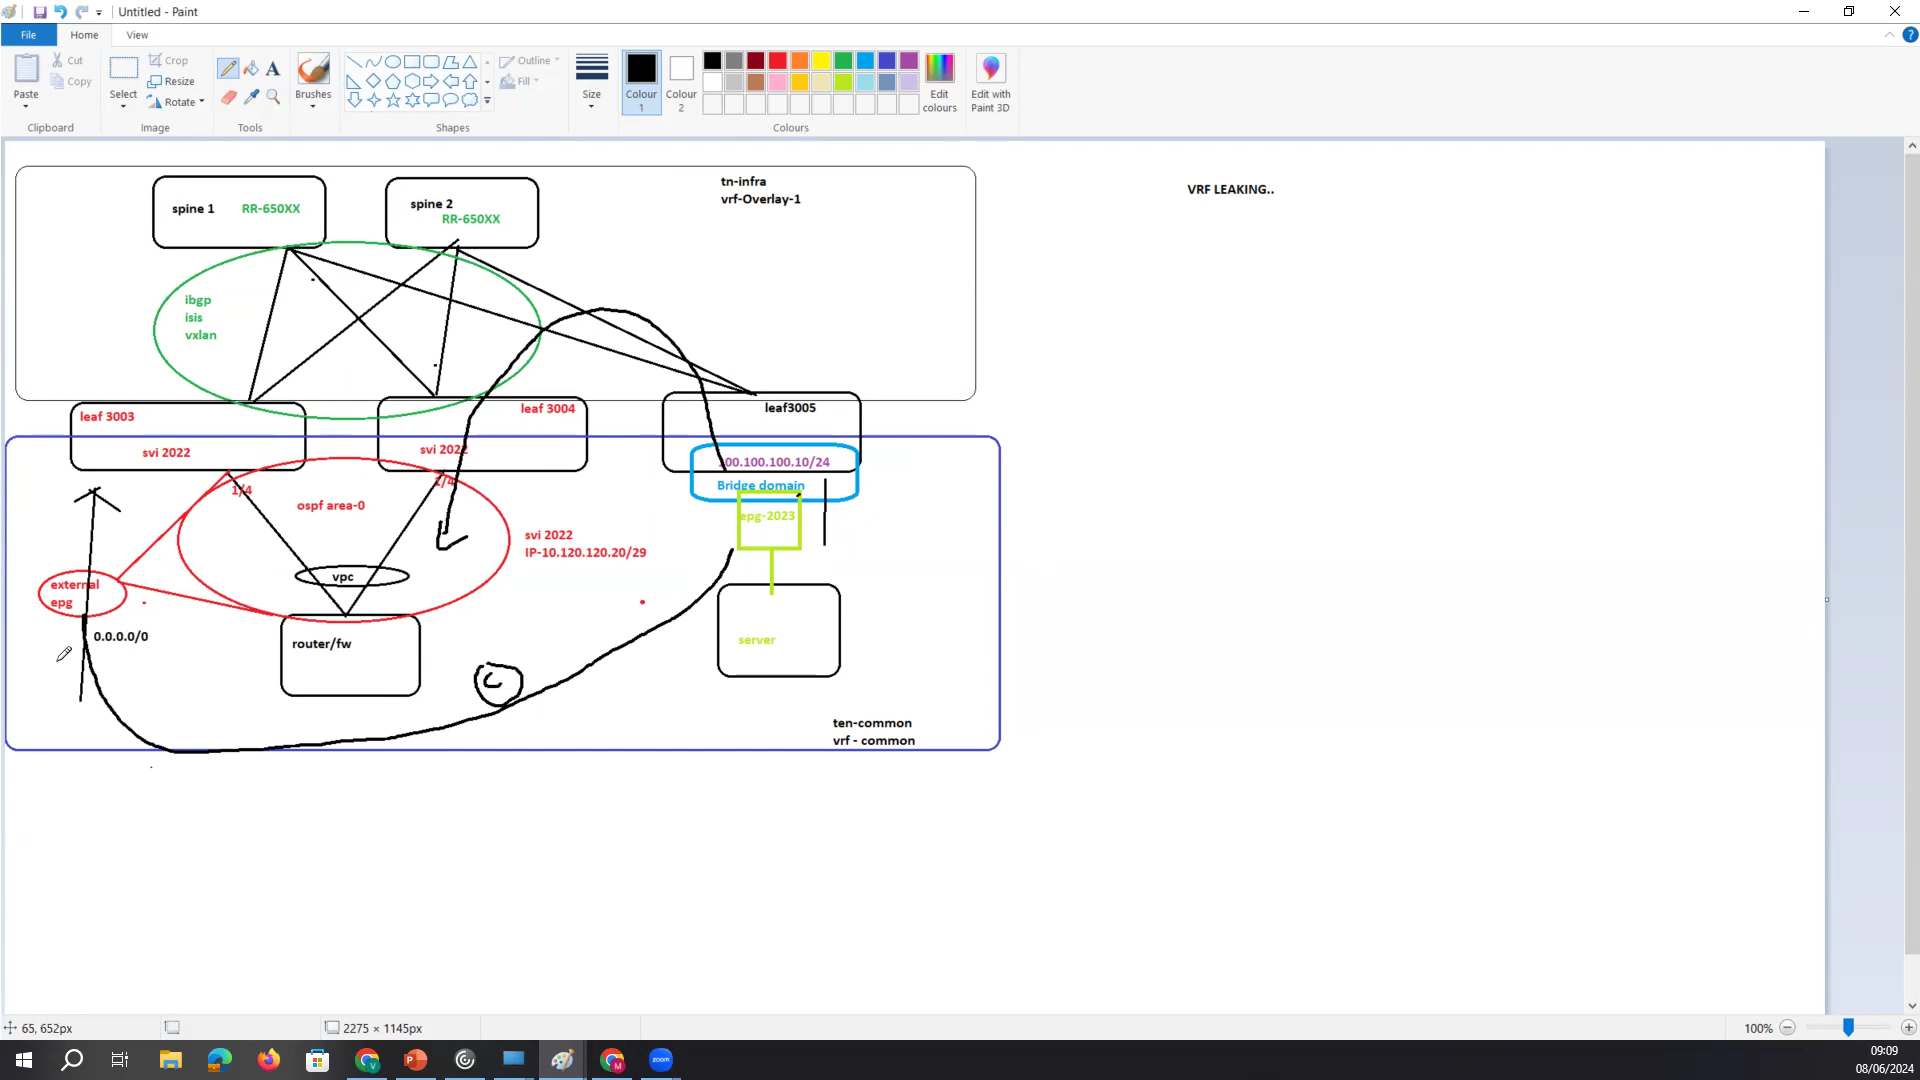 Untitled - Paint
File
Home
View
Paste
Cut
Copy
Clipboard
Select
Crop
Resize
Rotate
Image
Tools
Brushes
Shapes
Outline
Fill
Size
Colour
1
Colour
2
Edit
colours
Edit with
Paint 3D
Colours
spine 1
RR-650XX
spine 2
RR-650XX
tn-infra
vrf-Overlay-1
VRF LEAKING..
ibgp
isis
vxlan
leaf 3003
svi 2022
leaf 3004
svi 2022
leaf3005
100.100.100.10/24
Bridge domain
epg-2023
1/4
1/4
ospf area-0
svi 2022
IP-10.120.120.20/29
vpc
external
epg
0.0.0.0/0
router/fw
C
server
ten-common
vrf - common
65, 652px
2275 × 1145px
100%
zoom
09:09
08/06/2024